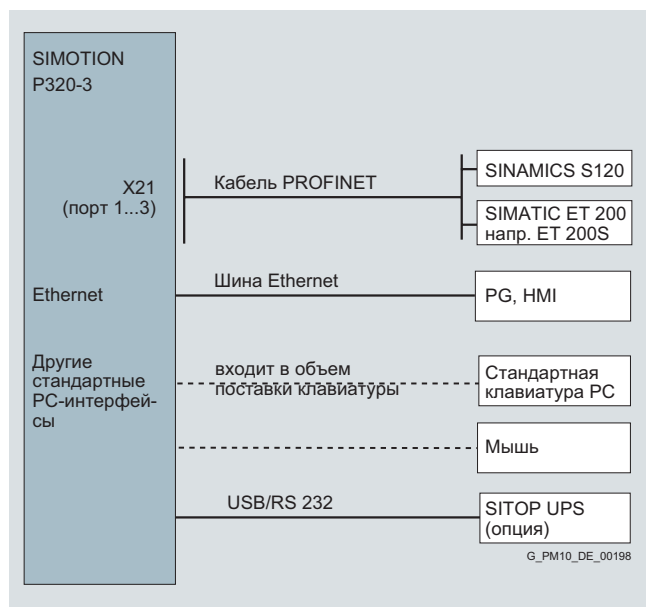 SIMOTION
P320-3
X21
(порт 1...3)
Кабель PROFINET
SINAMICS S120
SIMATIC ET 200
напр. ET 200S
Ethernet
Шина Ethernet
PG, HMI
Другие
стандартные
PC-интерфей-
сы
входит в объем
поставки клавиатуры
Стандартная
клавиатура PC
Мышь
USB/RS 232
SITOP UPS
(опция)
G_PM10_DE_00198